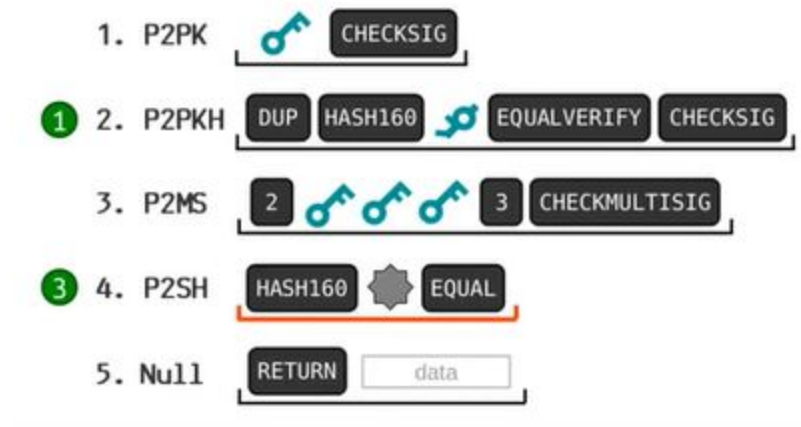 1. P2PK CHECKSIG
1 2. P2PKH DUP HASH160 EQUALVERIFY CHECKSIG
3. P2MS 2 3 CHECKMULTISIG
3 4. P2SH HASH160 EQUAL
5. Null RETURN data